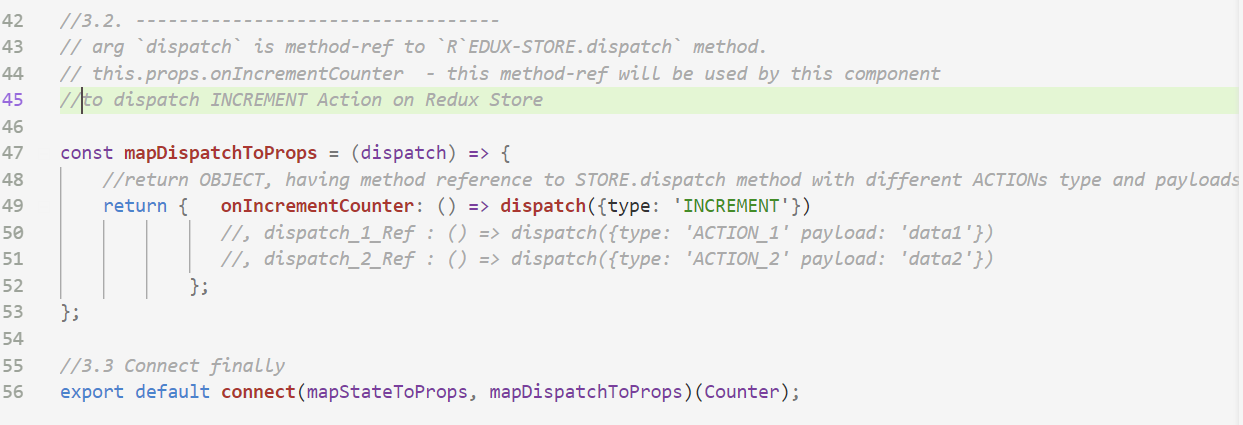 42 //3.2. ----------------------------------
43 // arg `dispatch` is method-ref to `R`EDUX-STORE.dispatch` method.
44 // this.props.onIncrementCounter  - this method-ref will be used by this component
45 //to dispatch INCREMENT Action on Redux Store
46
47 const mapDispatchToProps = (dispatch) => {
48 //return OBJECT, having method reference to STORE.dispatch method with different ACTIONs type and payloads
49 return {   onIncrementCounter: () => dispatch({type: 'INCREMENT'})
50 //, dispatch_1_Ref : () => dispatch({type: 'ACTION_1' payload: 'data1'})
51 //, dispatch_2_Ref : () => dispatch({type: 'ACTION_2' payload: 'data2'})
52 };
53 };
54
55 //3.3 Connect finally
56 export default connect(mapStateToProps, mapDispatchToProps)(Counter);